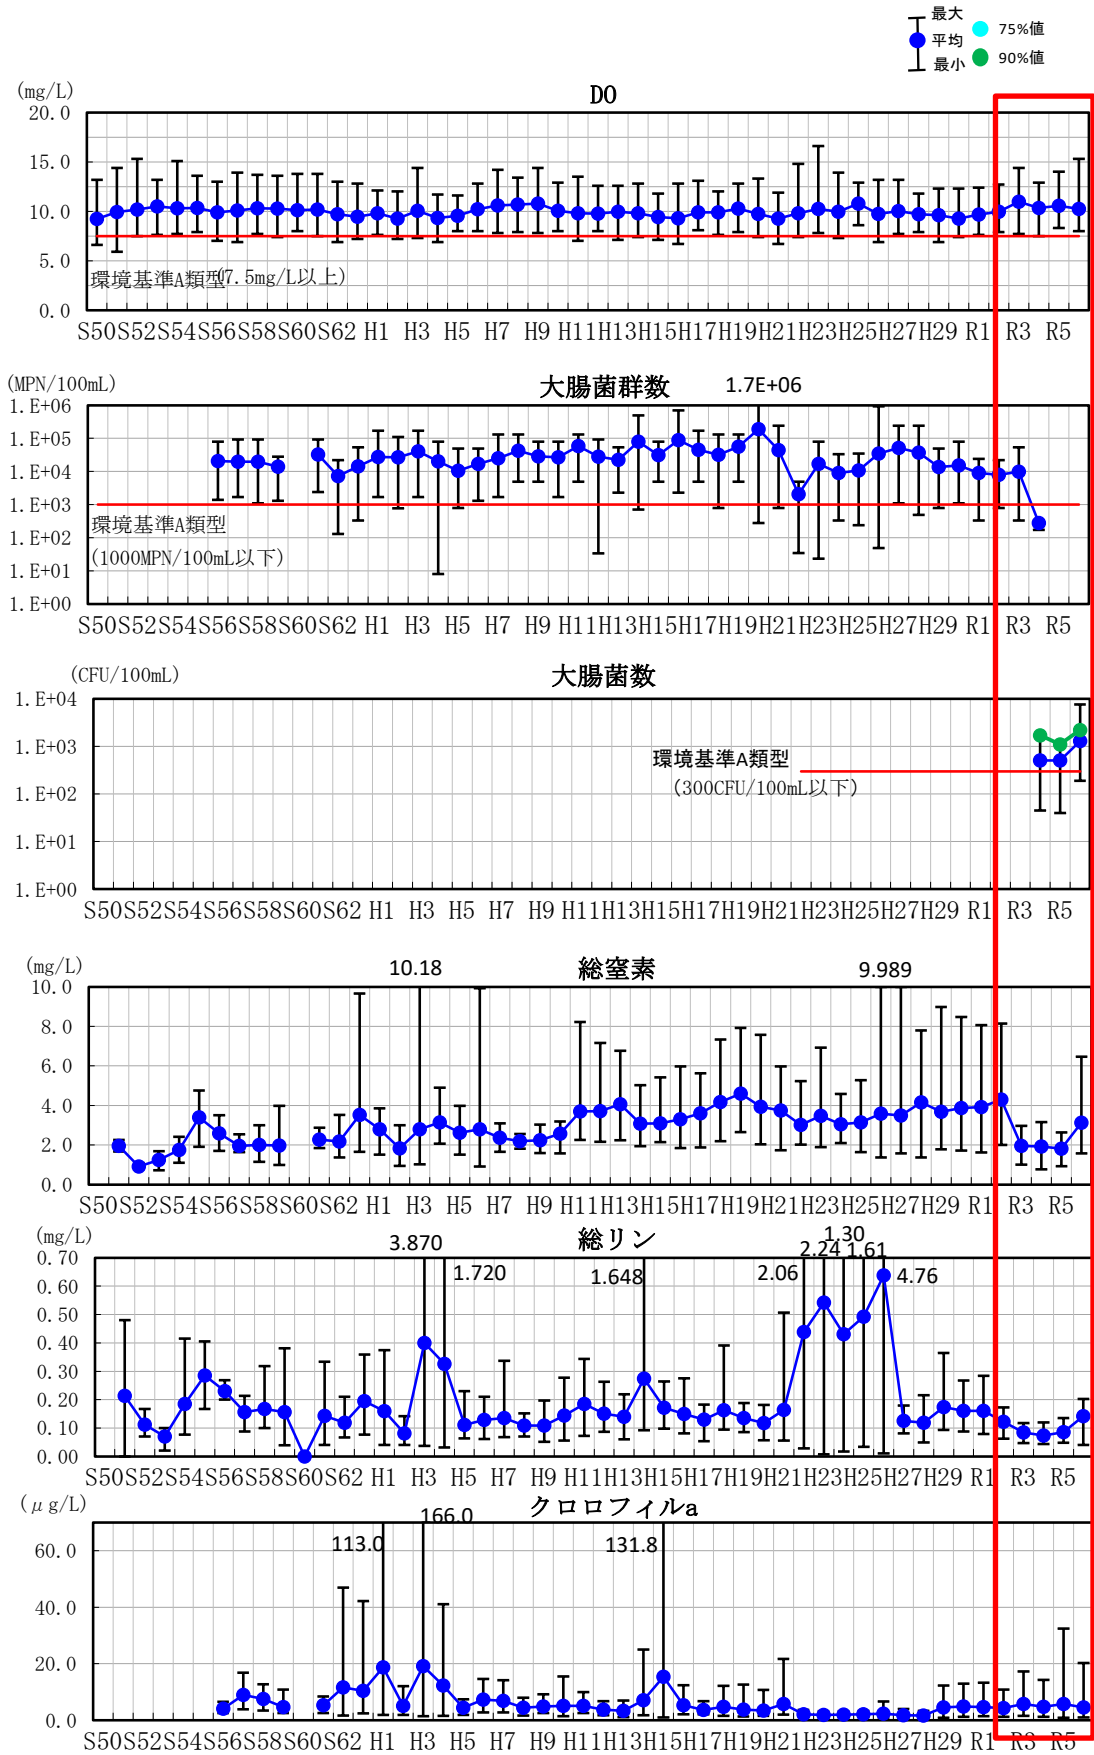 最大
平均 75%値
最小 90%値
(mg/L)
DO
20.0
15.0
10.0
5.0
0.0
環境基準A類型(7.5mg/L以上)
S50S52S54S56S58S60S62 H1 H3 H5 H7 H9 H11H13H15H17H19H21H23H25H27H29 R1 R3 R5
(MPN/100mL)
大腸菌群数 1.7E+06
1.E+06
1.E+05
1.E+04
1.E+03
1.E+02
1.E+01
1.E+00
環境基準A類型
(1000MPN/100mL以下)
S50S52S54S56S58S60S62 H1 H3 H5 H7 H9 H11H13H15H17H19H21H23H25H27H29 R1 R3 R5
(CFU/100mL)
大腸菌数
1.E+04
1.E+03
1.E+02
1.E+01
1.E+00
環境基準A類型
(300CFU/100mL以下)
S50S52S54S56S58S60S62 H1 H3 H5 H7 H9 H11H13H15H17H19H21H23H25H27H29 R1 R3 R5
(mg/L)
10.18 総窒素 9.989
10.0
8.0
6.0
4.0
2.0
0.0
S50S52S54S56S58S60S62 H1 H3 H5 H7 H9 H11H13H15H17H19H21H23H25H27H29 R1 R3 R5
(mg/L)
総リン
3.870 1.720 1.648 2.06 2.24 1.30 1.61 4.76
0.70
0.60
0.50
0.40
0.30
0.20
0.10
0.00
S50S52S54S56S58S60S62 H1 H3 H5 H7 H9 H11H13H15H17H19H21H23H25H27H29 R1 R3 R5
(μg/L)
クロロフィルa
113.0 166.0 131.8
60.0
40.0
20.0
0.0
S50S52S54S56S58S60S62 H1 H3 H5 H7 H9 H11H13H15H17H19H21H23H25H27H29 R1 R3 R5